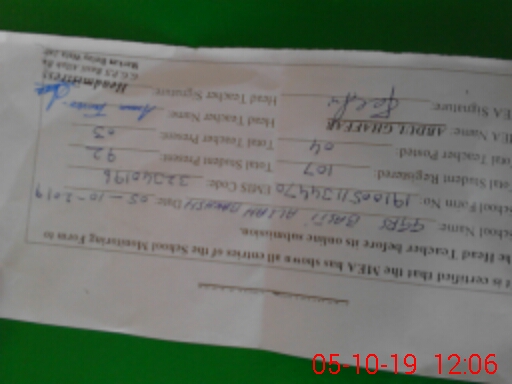 It is certified that the MEA has shown all entries of the School Monitoring Form to
the Head Teacher before its online submission.
School Name: GGPS BASTI ALLAH BAKHSH Date: 05-10-2019
School Form No: EMIS Code: 32340196
Total Student Registered: 107 Total Student Present: 92
Total Teacher Posted: 04 Total Teacher Present: 03
MEA Name: ABDUL GHAFFAR Head Teacher Name:
MEA Signature: Head Teacher Signature:
Headmistress
05-10-19 12:06